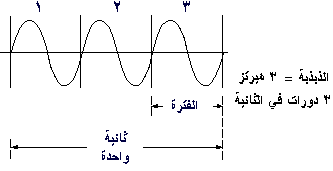 ١ ٢ ٣
الذبذبة = ٣ هيرتز
٣ دورات في الثانية
الفترة
ثانية
واحدة